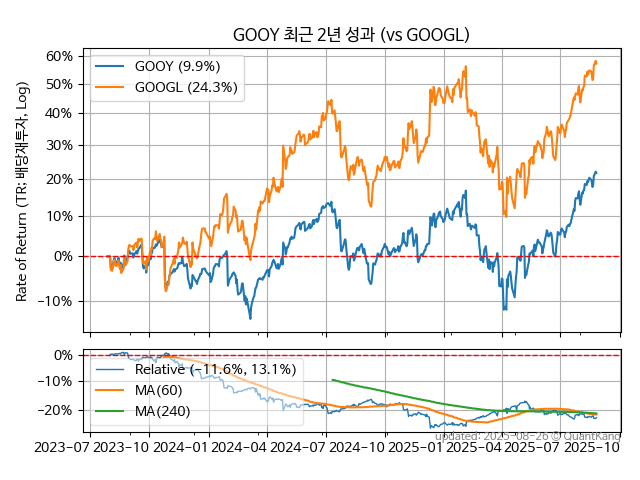 GOOY 최근 2년 성과 (vs GOOGL)
60%
50%
40%
30%
20%
10%
0%
−10%
Rate of Return (TR: 배당재투자, Log)
GOOY (9.9%)
GOOGL (24.3%)
0%
−10%
−20%
Relative (−11.6%, 13.1%)
MA(60)
MA(240)
updated: 2025-08-26 © QuantKang
2023-07 2023-10 2024-01 2024-04 2024-07 2024-10 2025-01 2025-04 2025-07 2025-10